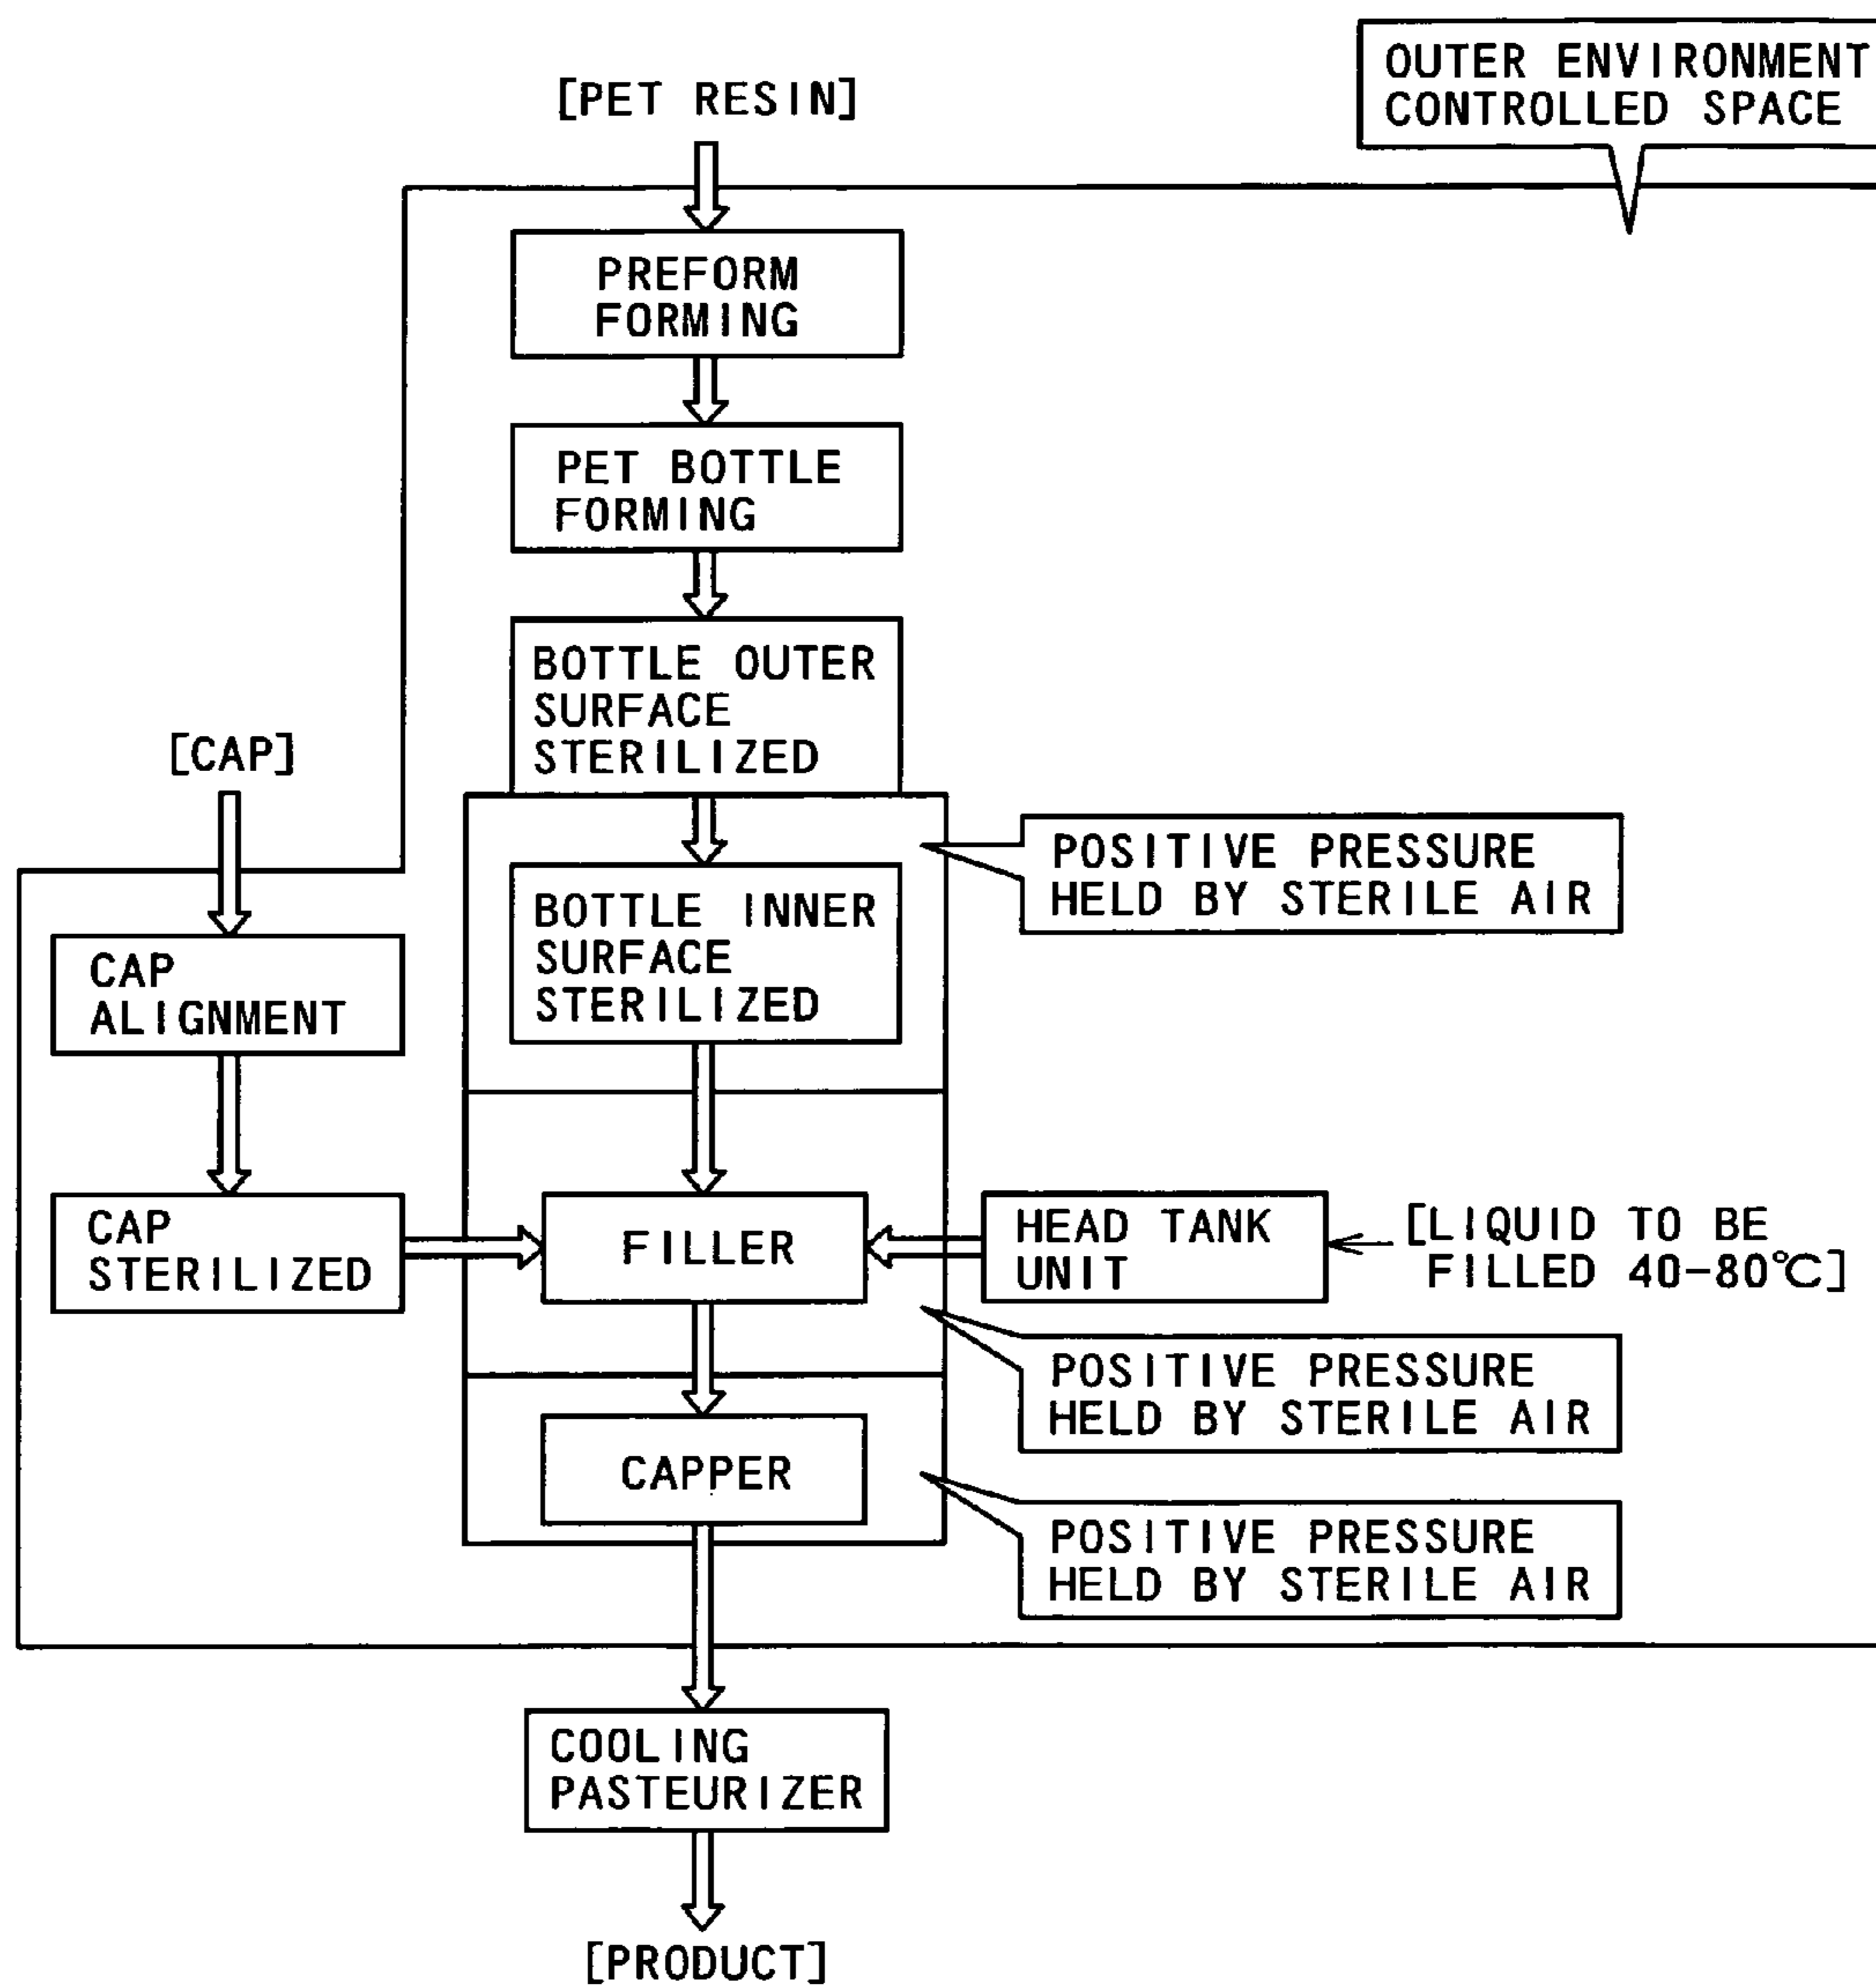 OUTER ENVIRONMENT
CONTROLLED SPACE
[PET RESIN]
PREFORM
FORMING
PET BOTTLE
FORMING
BOTTLE OUTER
SURFACE
STERILIZED
[CAP]
POSITIVE PRESSURE
HELD BY STERILE AIR
BOTTLE INNER
SURFACE
STERILIZED
CAP
ALIGNMENT
CAP
STERILIZED
FILLER
HEAD TANK
UNIT
[LIQUID TO BE
FILLED 40-80℃]
POSITIVE PRESSURE
HELD BY STERILE AIR
CAPPER
POSITIVE PRESSURE
HELD BY STERILE AIR
COOLING
PASTEURIZER
[PRODUCT]